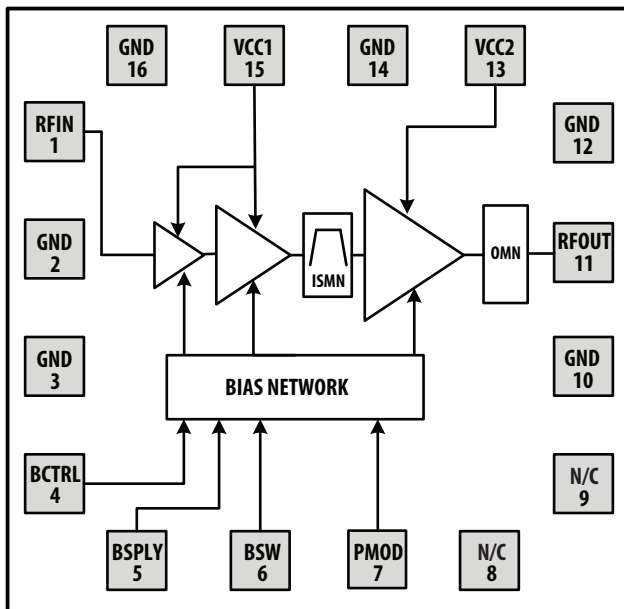 GND
16
VCC1
15
GND
14
VCC2
13
RFIN
1
GND
12
GND
2
ISMN
OMN
RFOUT
11
GND
3
BIAS NETWORK
GND
10
BCTRL
4
N/C
9
BSPLY
5
BSW
6
PMOD
7
N/C
8